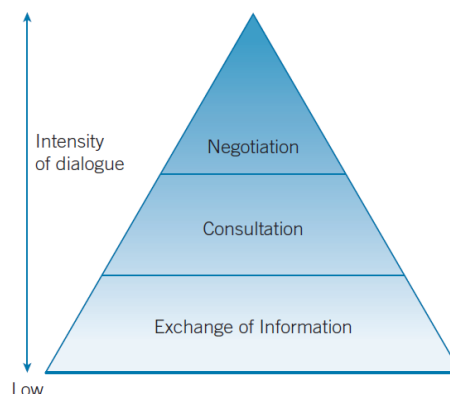 Intensity
of dialogue
Negotiation
Consultation
Exchange of Information
Low